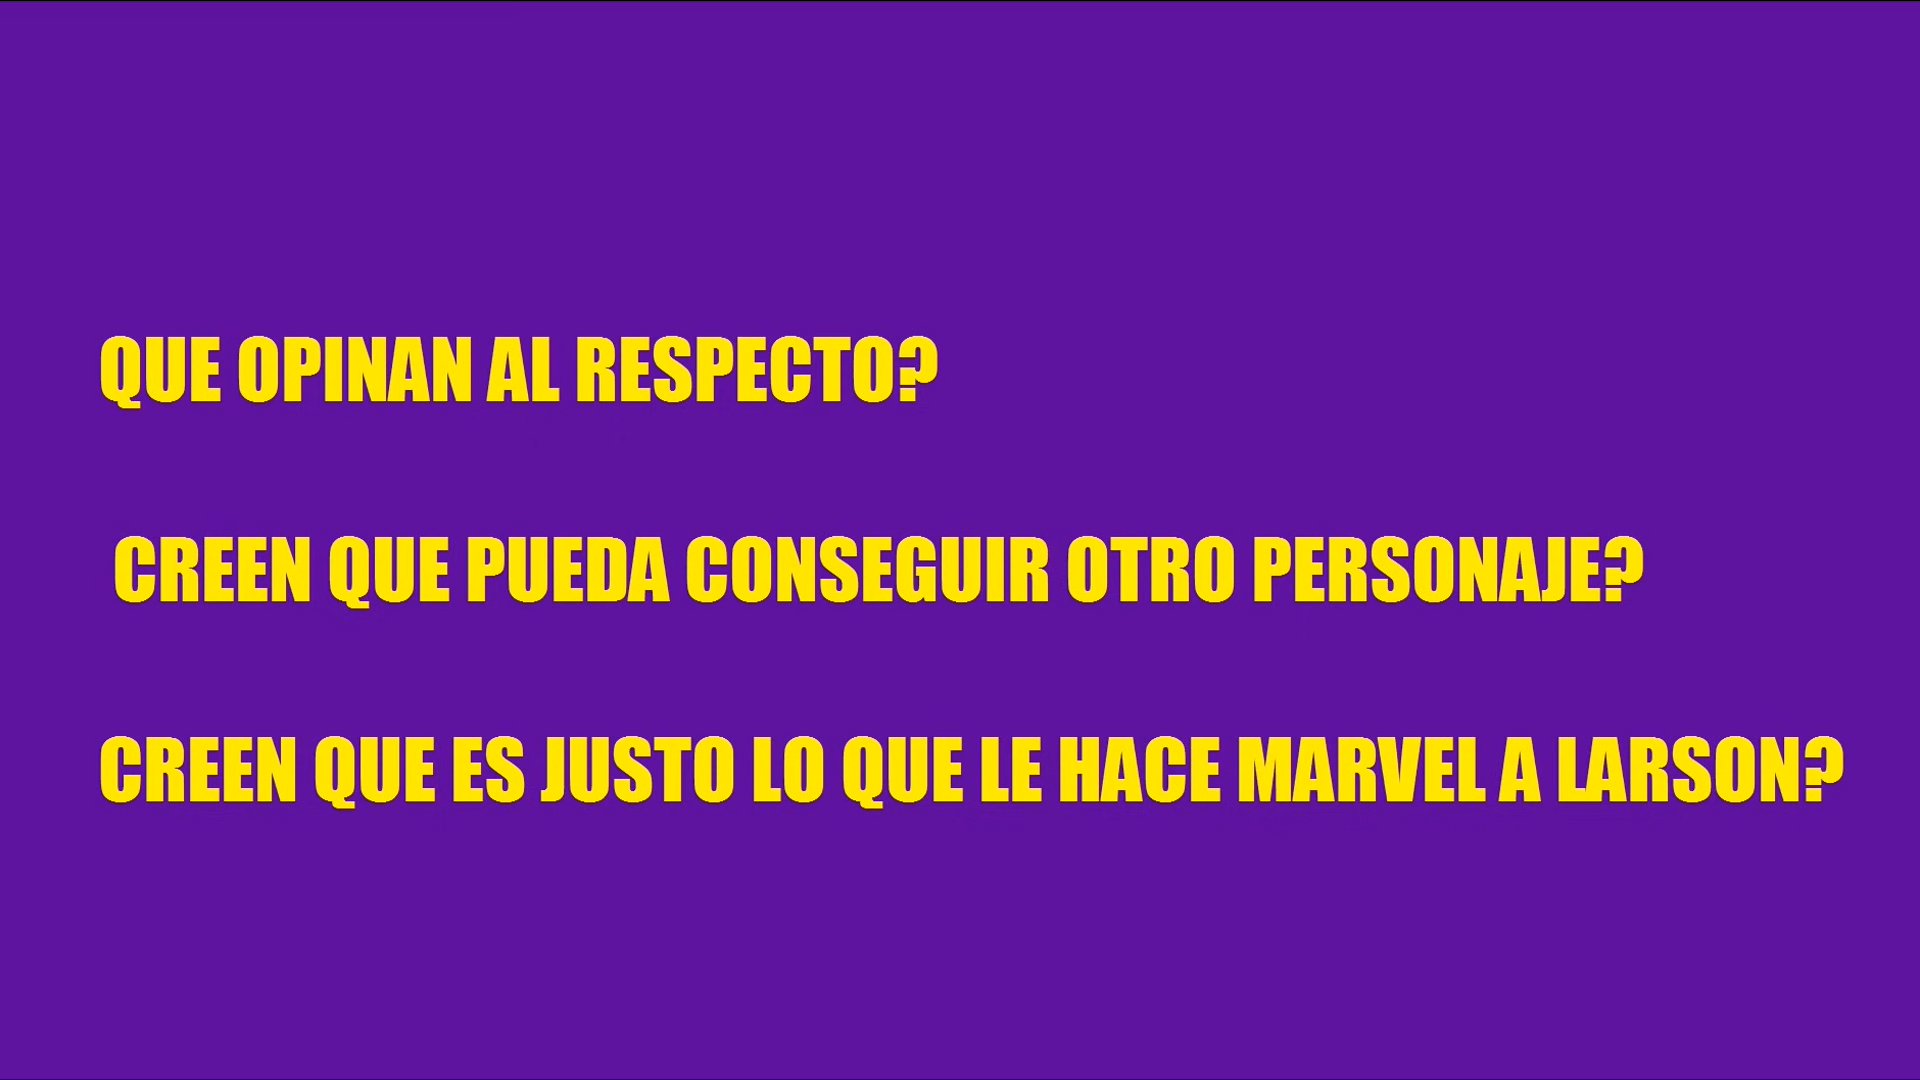 QUE OPINAN AL RESPECTO?
CREEN QUE PUEDA CONSEGUIR OTRO PERSONAJE?
CREEN QUE ES JUSTO LO QUE LE HACE MARVEL A LARSON?